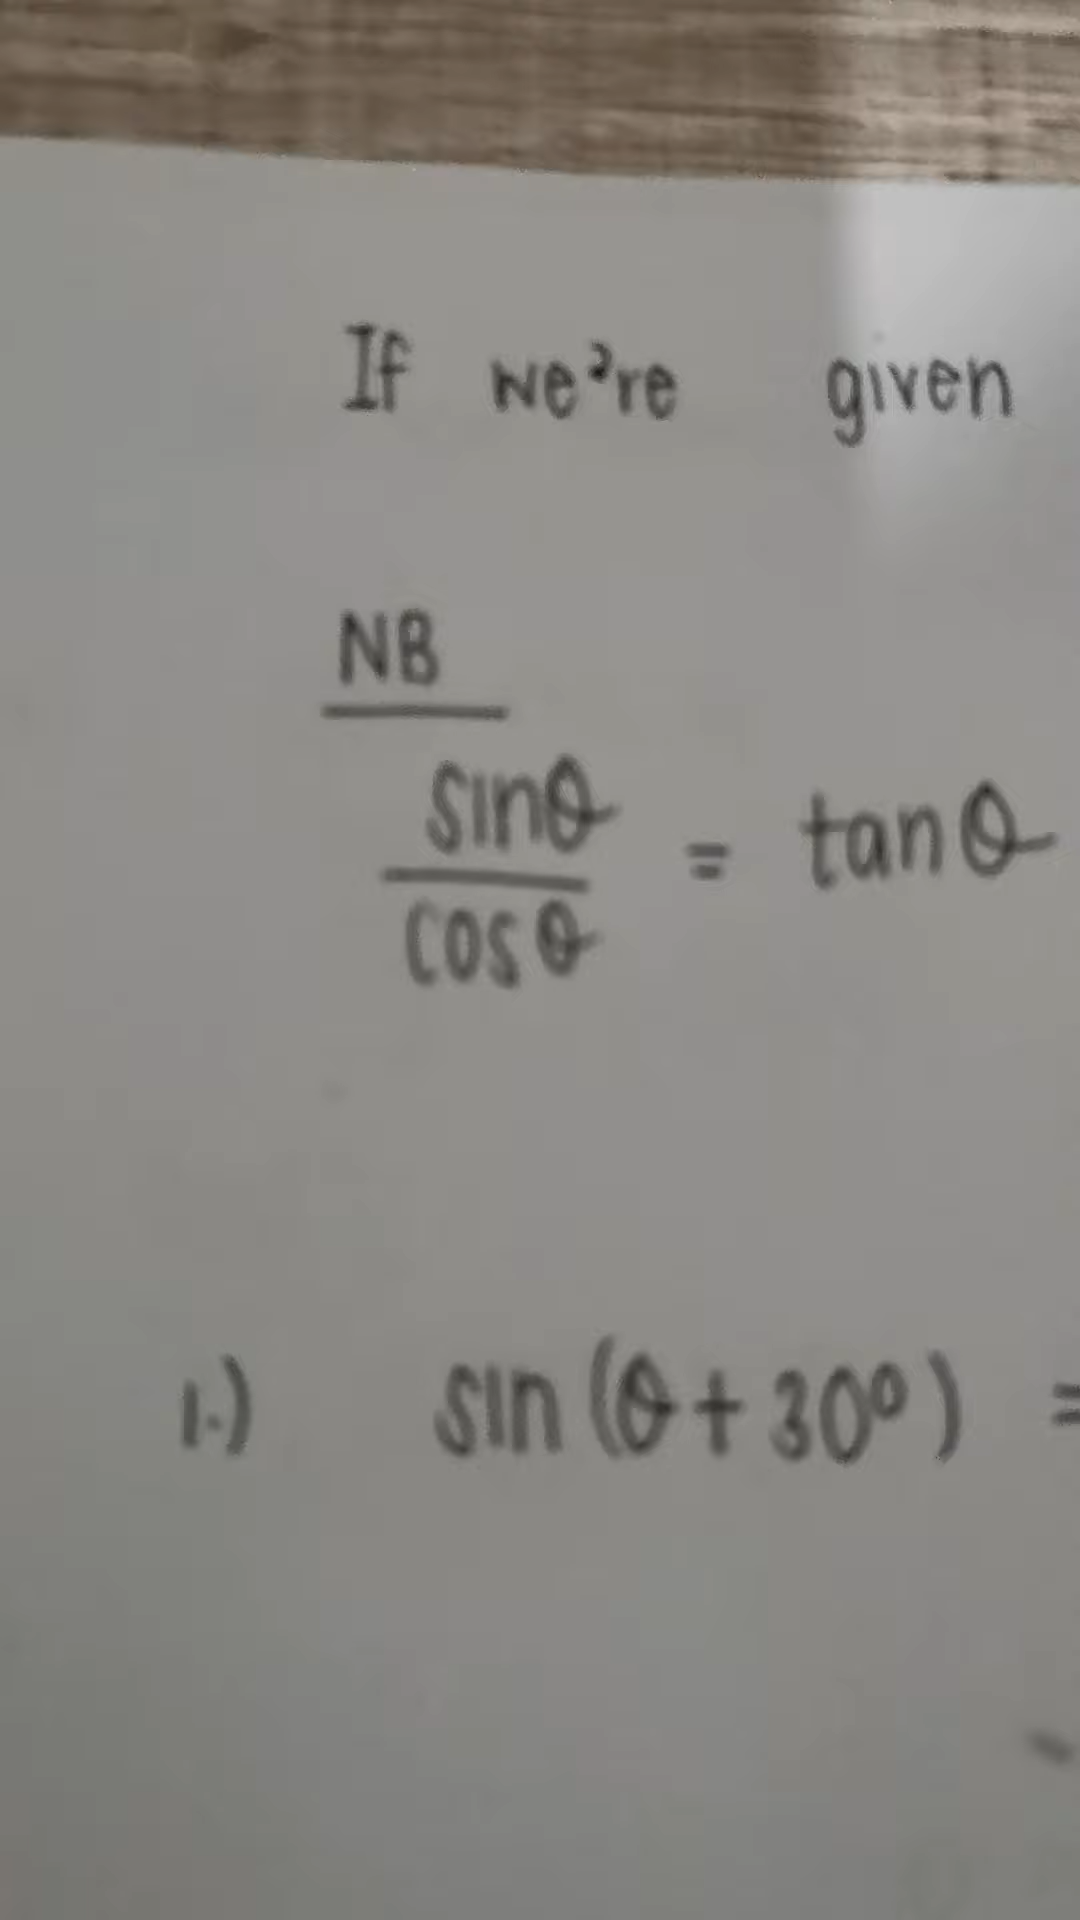 If we're given
NB
sinθ
—— = tanθ
cosθ
1.) sin(θ+30°) =